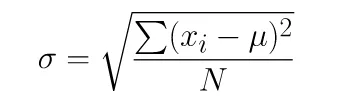 σ = √(∑(xᵢ − μ)² / N)